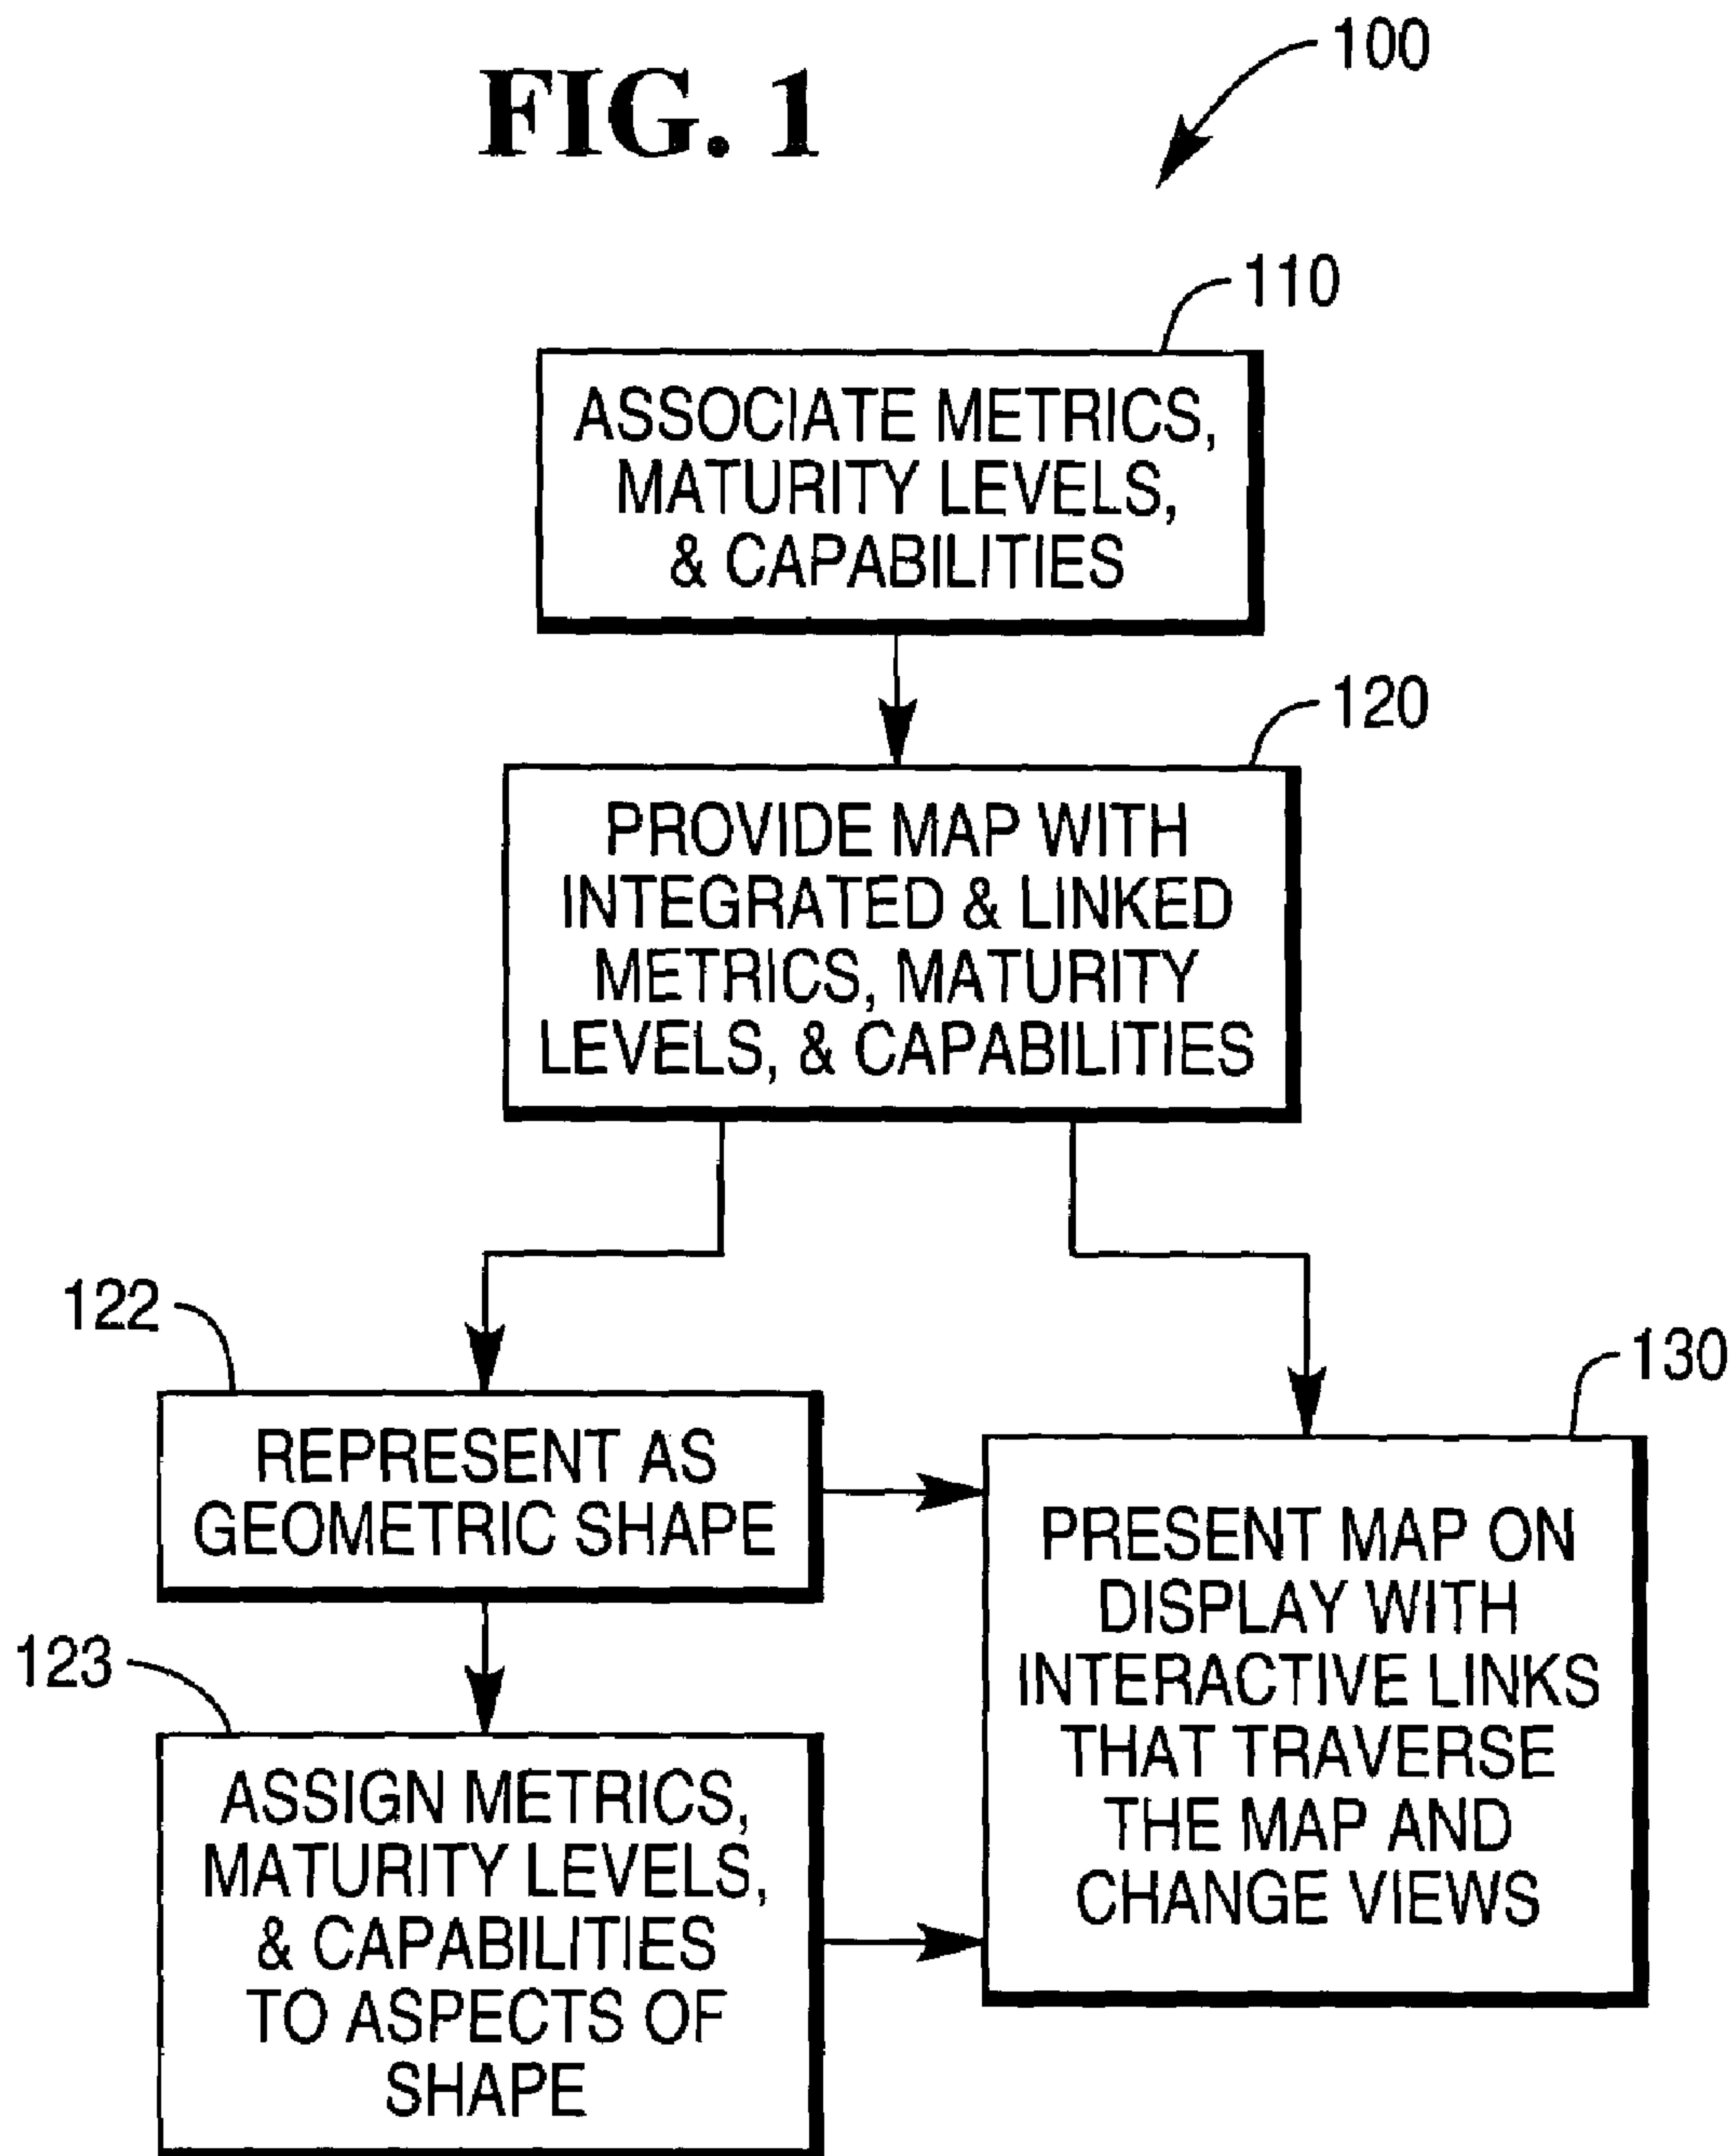 FIG. 1
100
110
ASSOCIATE METRICS,
MATURITY LEVELS,
& CAPABILITIES
120
PROVIDE MAP WITH
INTEGRATED & LINKED
METRICS, MATURITY
LEVELS, & CAPABILITIES
122
REPRESENT AS
GEOMETRIC SHAPE
130
PRESENT MAP ON
DISPLAY WITH
INTERACTIVE LINKS
THAT TRAVERSE
THE MAP AND
CHANGE VIEWS
123
ASSIGN METRICS,
MATURITY LEVELS,
& CAPABILITIES
TO ASPECTS OF
SHAPE